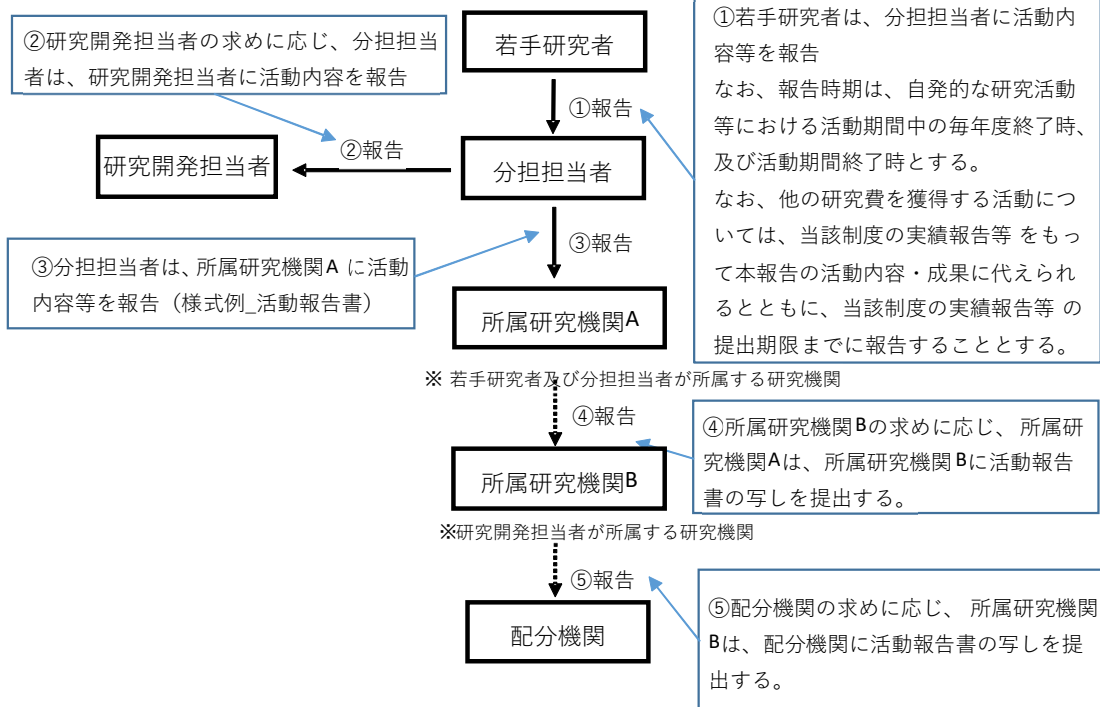 ②研究開発担当者の求めに応じ、分担担当
者は、研究開発担当者に活動内容を報告
若手研究者
①若手研究者は、分担担当者に活動内
容等を報告
なお、報告時期は、自発的な研究活動
等における活動期間中の毎年度終了時、
及び活動期間終了時とする。
なお、他の研究費を獲得する活動につ
いては、当該制度の実績報告等 をもっ
て本報告の活動内容・成果に代えられ
るとともに、当該制度の実績報告等 の
提出期限までに報告することとする。
①報告
②報告
研究開発担当者
分担担当者
③報告
③分担担当者は、所属研究機関A に活動
内容等を報告（様式例_活動報告書）
所属研究機関A
※ 若手研究者及び分担担当者が所属する研究機関
④報告
④所属研究機関Bの求めに応じ、 所属研
究機関Aは、所属研究機関Bに活動報告
書の写しを提出する。
所属研究機関B
※研究開発担当者が所属する研究機関
⑤報告
⑤配分機関の求めに応じ、 所属研究機関
Bは、配分機関に活動報告書の写しを提
出する。
配分機関